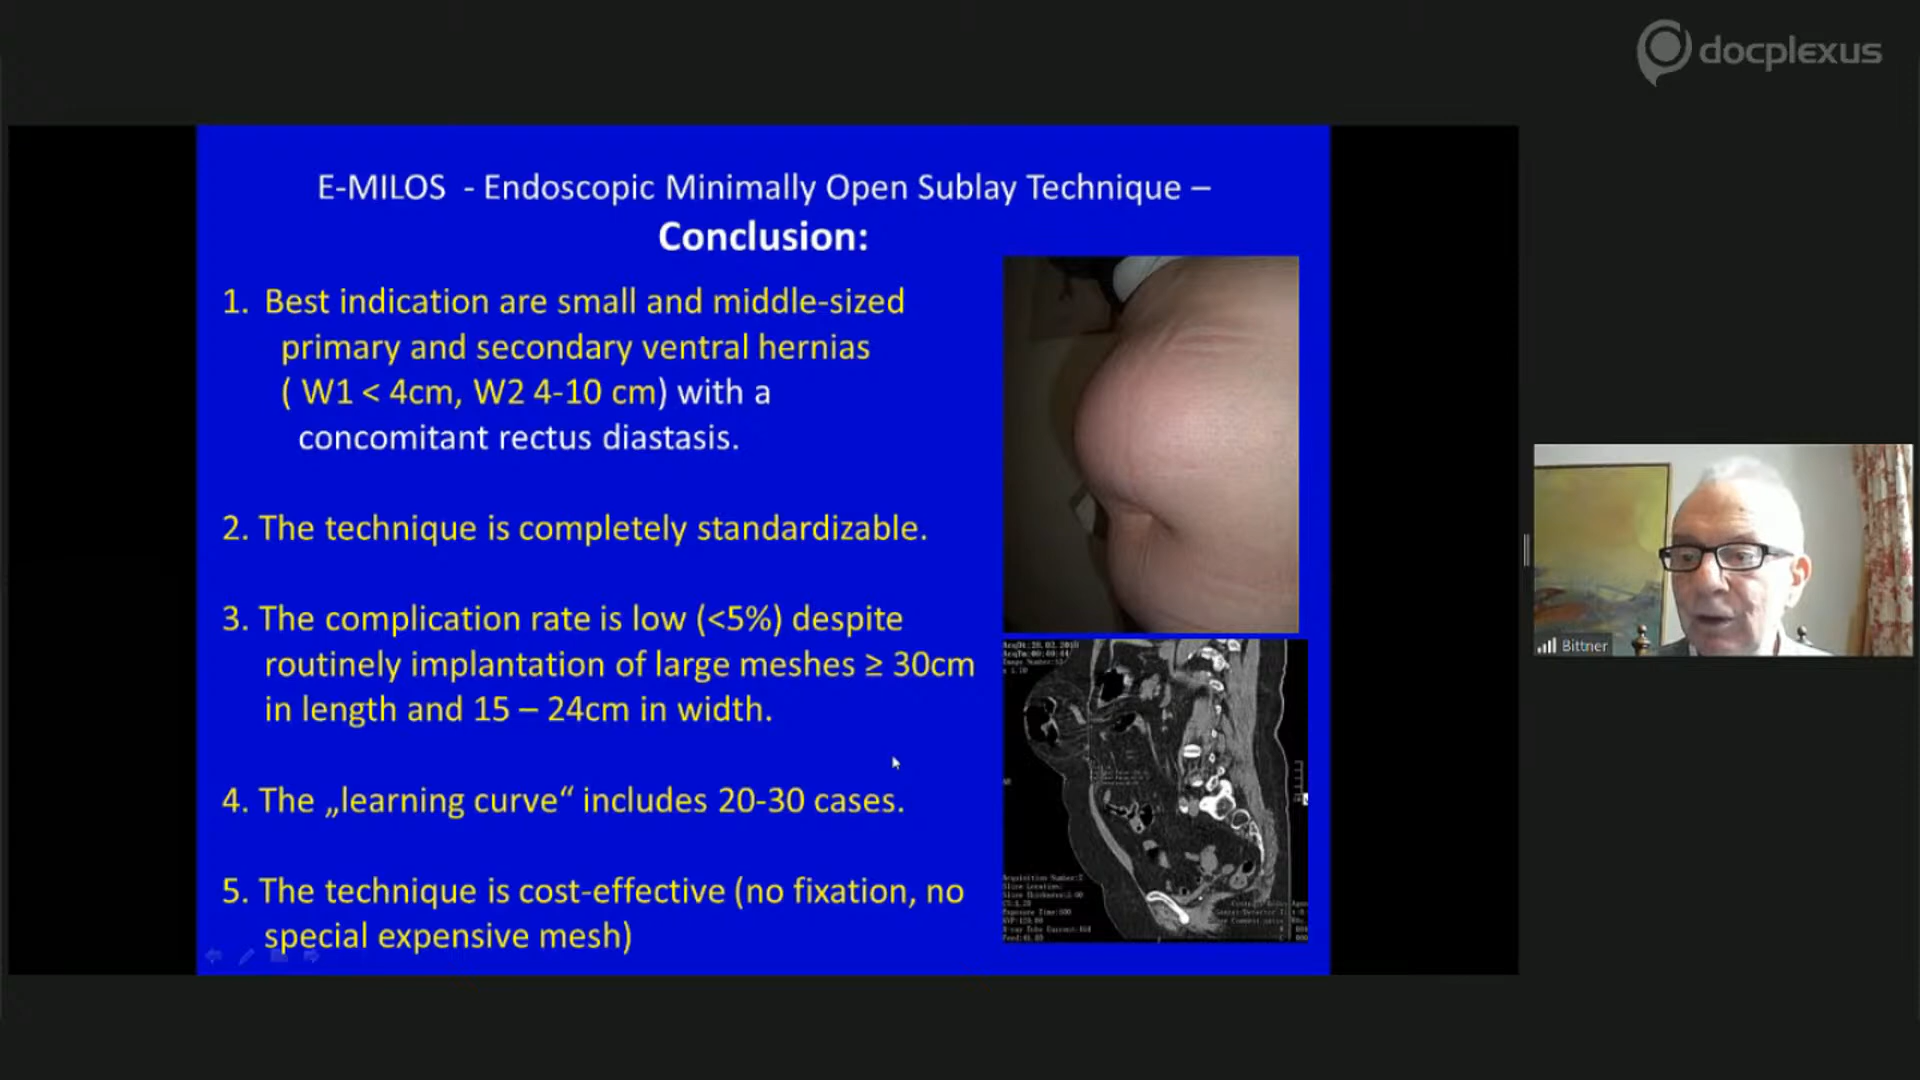 docplexus
E-MILOS - Endoscopic Minimally Open Sublay Technique –
Conclusion:
1. Best indication are small and middle-sized
primary and secondary ventral hernias
( W1 < 4cm, W2 4-10 cm) with a
concomitant rectus diastasis.
2. The technique is completely standardizable.
3. The complication rate is low (<5%) despite
routinely implantation of large meshes ≥ 30cm
in length and 15 – 24cm in width.
4. The „learning curve“ includes 20-30 cases.
5. The technique is cost-effective (no fixation, no
special expensive mesh)
Bittner